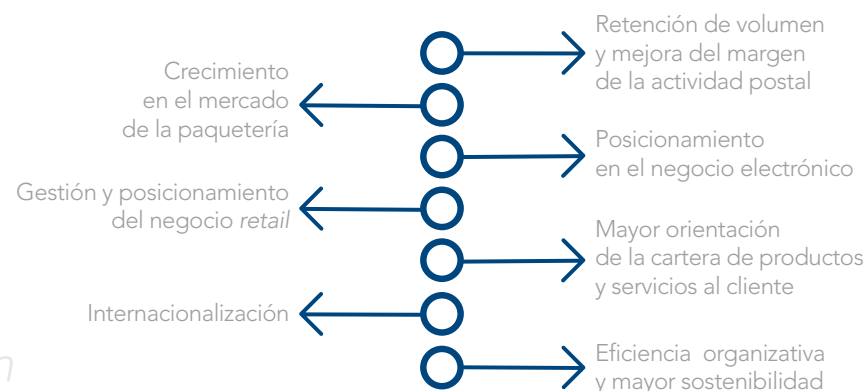 Retención de volumen
y mejora del margen
de la actividad postal
Crecimiento
en el mercado
de la paquetería
Posicionamiento
en el negocio electrónico
Gestión y posicionamiento
del negocio retail
Mayor orientación
de la cartera de productos
y servicios al cliente
Internacionalización
Eficiencia organizativa
y mayor sostenibilidad